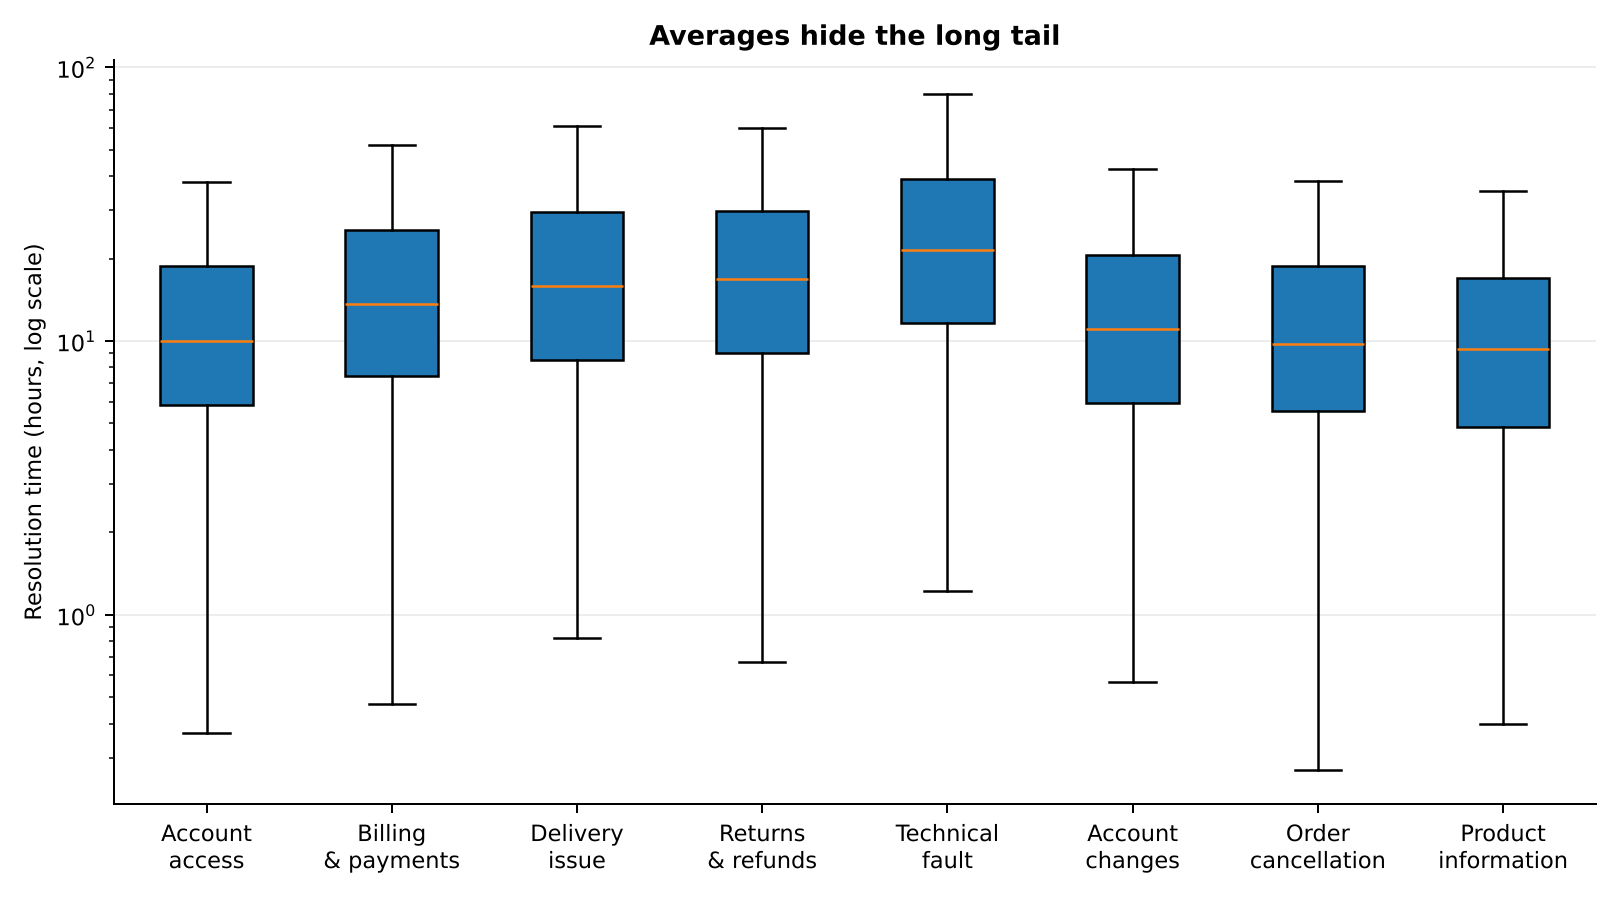 Averages hide the long tail
Resolution time (hours, log scale)
10²
10¹
10⁰
Account
access
Billing
& payments
Delivery
issue
Returns
& refunds
Technical
fault
Account
changes
Order
cancellation
Product
information